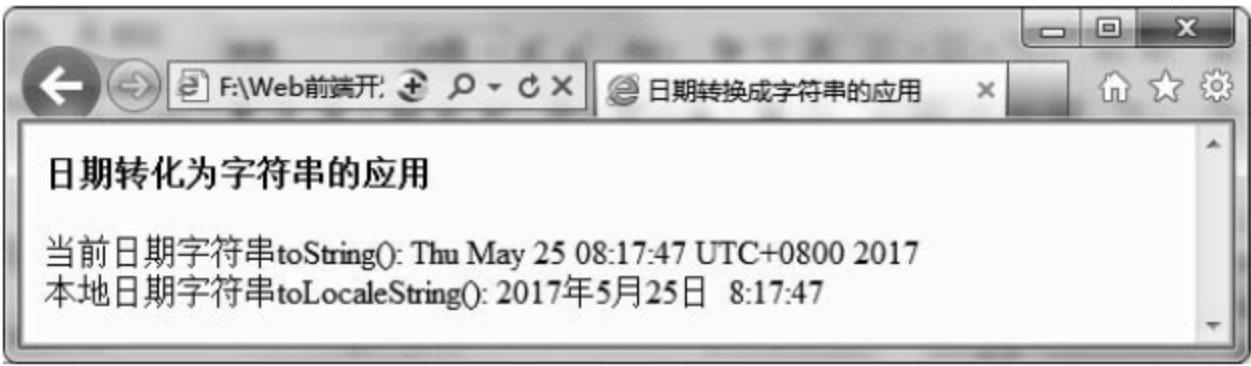 F:\Web前端开
日期转换成字符串的应用
日期转化为字符串的应用
当前日期字符串toString(): Thu May 25 08:17:47 UTC+0800 2017
本地日期字符串toLocaleString(): 2017年5月25日 8:17:47